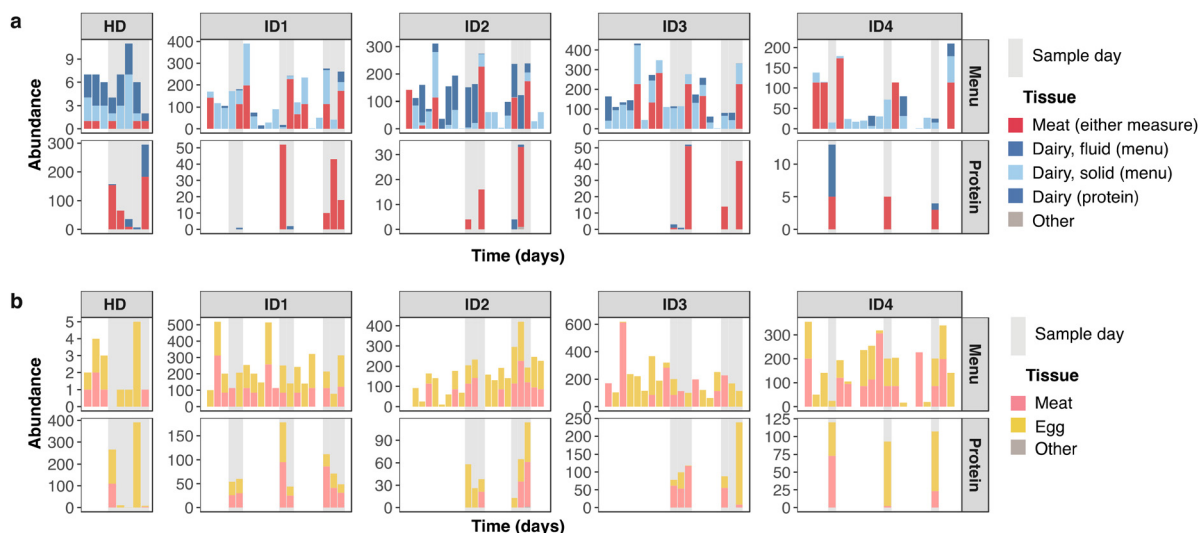 a
HD ID1 ID2 ID3 ID4
9 6 3 0
400 300 200 100 0
300 200 100 0
400 300 200 100 0
200 150 100 50 0
Menu
300 200 100 0
50 40 30 20 10 0
30 20 10 0
50 40 30 20 10 0
10 5 0
Protein
Abundance
Time (days)
Sample day
Tissue
Meat (either measure)
Dairy, fluid (menu)
Dairy, solid (menu)
Dairy (protein)
Other
b
HD ID1 ID2 ID3 ID4
5 4 3 2 1 0
500 400 300 200 100 0
400 300 200 100 0
600 400 200 0
300 200 100 0
Menu
400 300 200 100 0
150 100 50 0
90 60 30 0
250 200 150 100 50 0
125 100 75 50 25 0
Protein
Abundance
Time (days)
Sample day
Tissue
Meat
Egg
Other